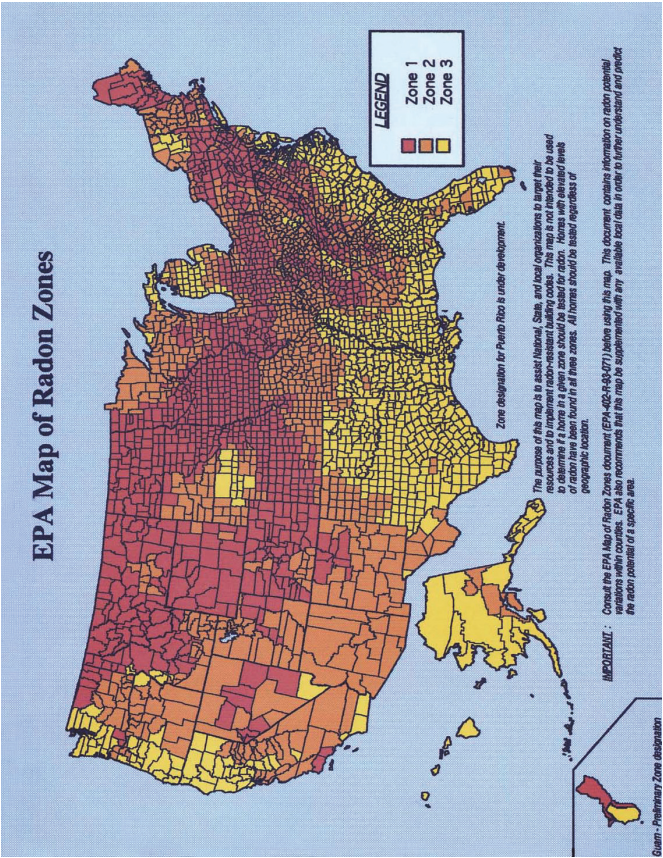 EPA Map of Radon Zones
LEGEND
Zone 1
Zone 2
Zone 3
Zone designation for Puerto Rico is under development.
The purpose of this map is to assist National, State, and local organizations to target their
resources and to implement radon-resistant building codes. This map is not intended to be used
to determine if a home in a given zone should be tested for radon. Homes with elevated levels
of radon have been found in all three zones. All homes should be tested regardless of
geographic location.
IMPORTANT : Consult the EPA Map of Radon Zones document (EPA-402-R-93-071) before using this map. This document contains information on radon potential
variations within counties. EPA also recommends that this map be supplemented with any available local data in order to further understand and predict
the radon potential of a specific area.
Guam - Preliminary Zone designation